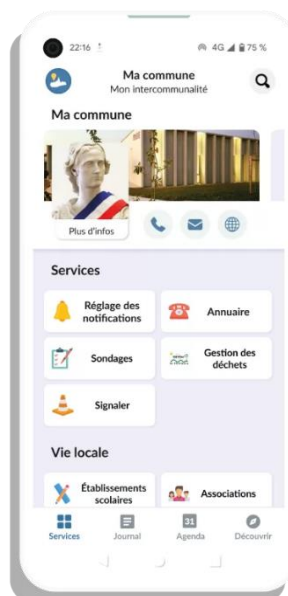 22:16
4G 75 %
Ma commune
Mon intercommunalité
Ma commune
Plus d'infos
Services
Réglage des
notifications
Annuaire
Sondages
Gestion des
déchets
Signaler
Vie locale
Établissements
scolaires
Associations
31
Services
Journal
Agenda
Découvrir